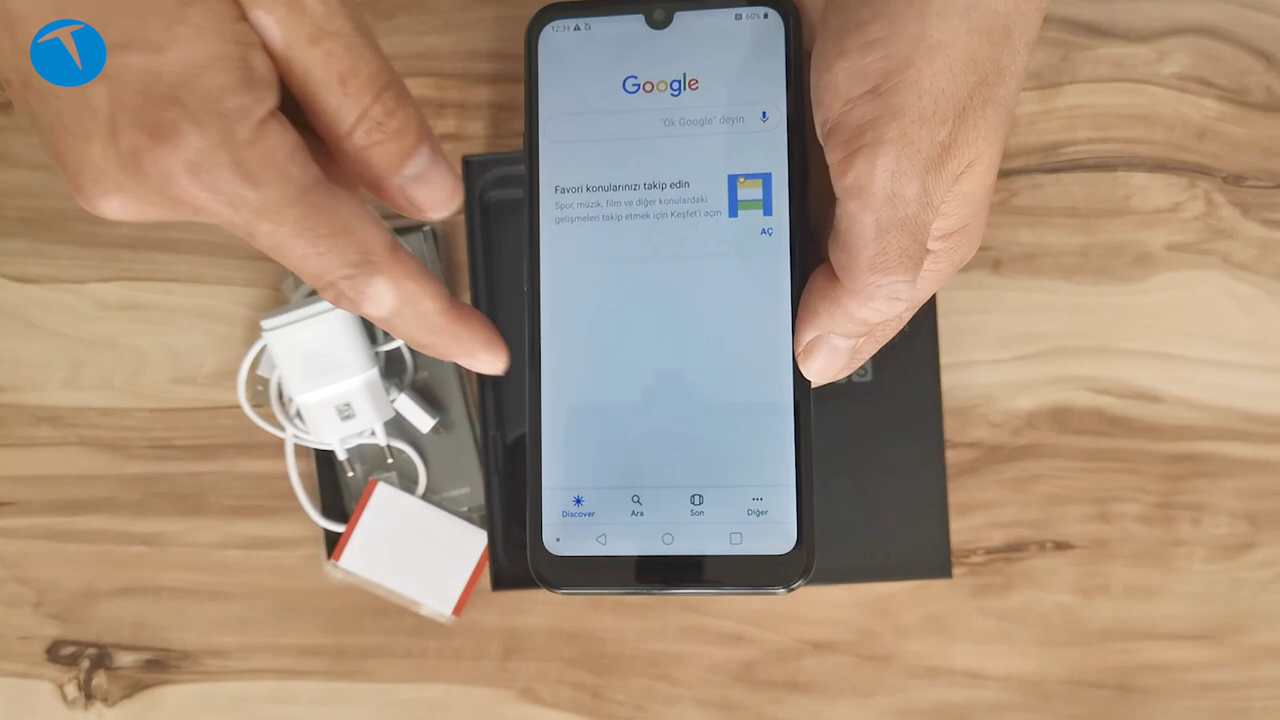 12:39
60%
Google
"Ok Google" deyin
Favori konularınızı takip edin
Spor, müzik, film ve diğer konulardaki
gelişmeleri takip etmek için Keşfet'i açın
AÇ
Discover
Ara
Son
Diğer